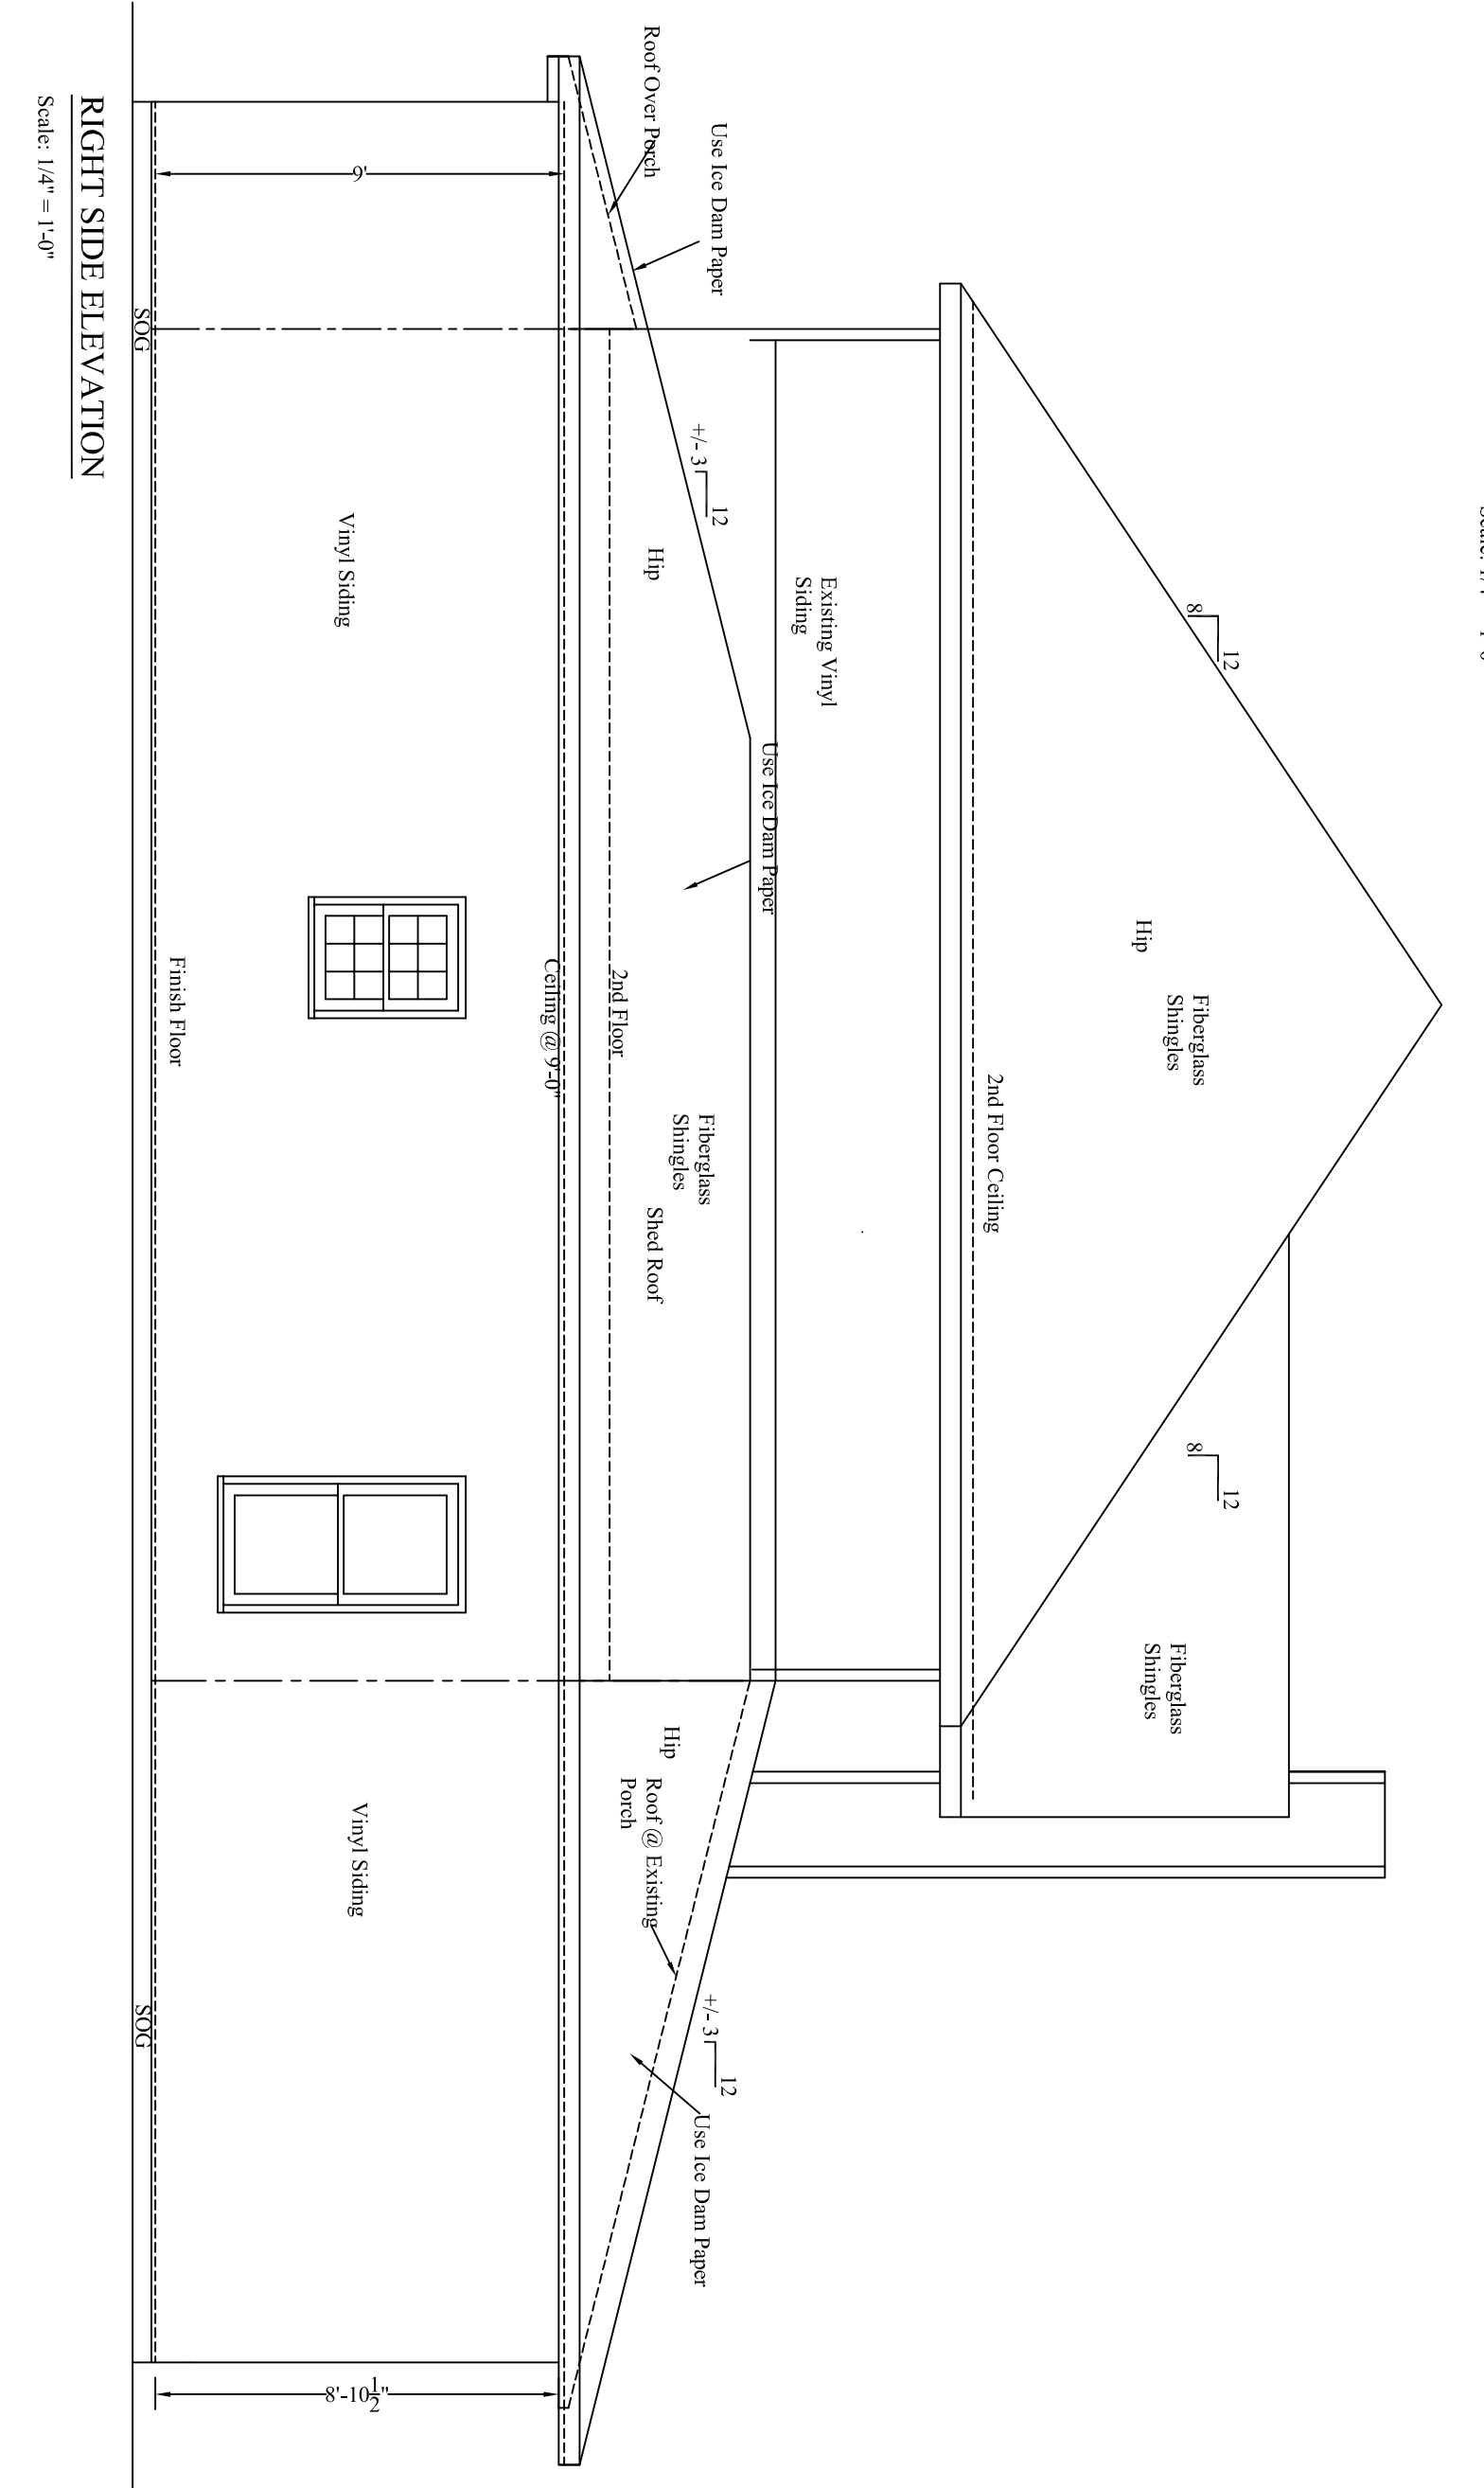 8
12
Hip
Fiberglass
Shingles
8
12
Fiberglass
Shingles
2nd Floor Ceiling
Existing Vinyl
Siding
Use Ice Dam Paper
Roof Over Porch
Use Ice Dam Paper
+/- 3
12
Hip
Fiberglass
Shingles
Shed Roof
2nd Floor
Ceiling @ 9'-0"
Hip
Roof @ Existing
Porch
+/- 3
12
Use Ice Dam Paper
9'
Vinyl Siding
Vinyl Siding
8'-10 1/2"
Finish Floor
SOG
SOG
RIGHT SIDE ELEVATION
Scale: 1/4" = 1'-0"